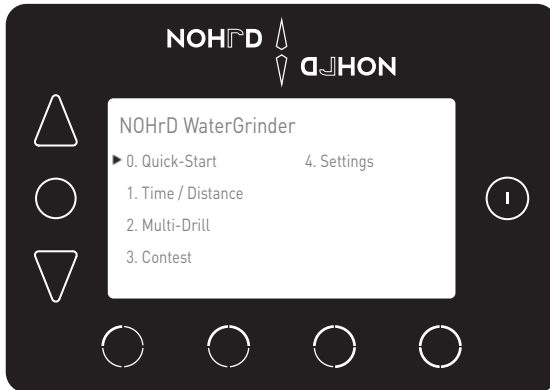 NOHrD
NOHrD
NOHrD WaterGrinder
0. Quick-Start 4. Settings
1. Time / Distance
2. Multi-Drill
3. Contest
I